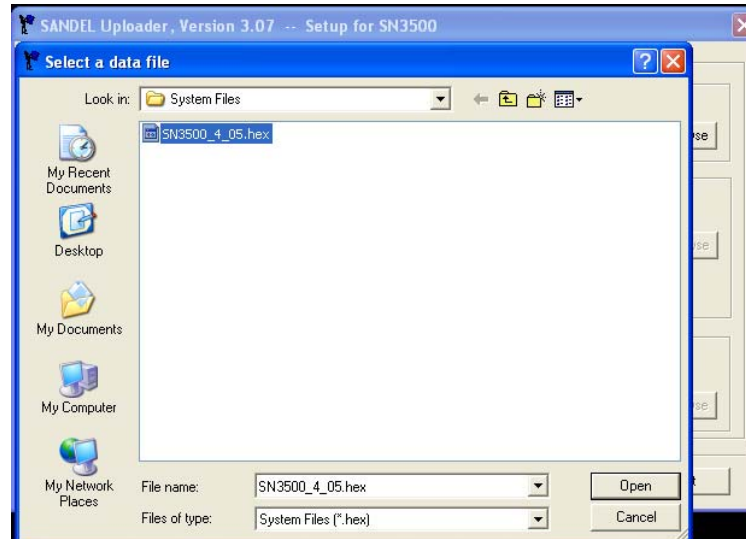 SANDEL Uploader, Version 3.07 -- Setup for SN3500
Select a data file
Look in:
System Files
SN3500_4_05.hex
My Recent
Documents
Desktop
My Documents
My Computer
My Network
Places
File name:
SN3500_4_05.hex
Open
Files of type:
System Files (*.hex)
Cancel